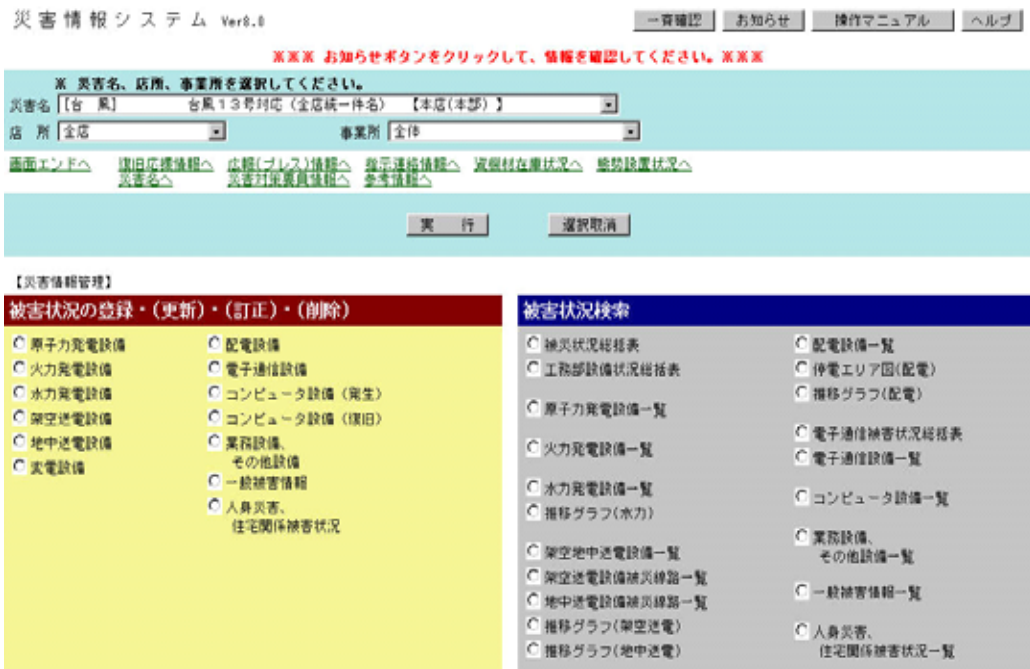 災害情報システム Ver8.0
一斉確認 お知らせ 操作マニュアル ヘルプ
※※※ お知らせボタンをクリックして、情報を確認してください。※※※
※ 災害名、店所、事業所を選択してください。
災害名 [台 風] 台風13号対応(全店統一件名) 【本店(本部)】
店 所 全店 事業所 全体
画面エンドへ 復旧応援情報へ 広報(プレス)情報へ 指示連絡情報へ 資機材在庫状況へ 態勢設置状況へ
災害名へ 災害対策要員情報へ 参考情報へ
実 行 選択取消
【災害情報管理】
被害状況の登録・(更新)・(訂正)・(削除)
原子力発電設備
火力発電設備
水力発電設備
架空送電設備
地中送電設備
変電設備
配電設備
電子通信設備
コンピュータ設備(発生)
コンピュータ設備(復旧)
業務設備、
その他設備
一般被害情報
人身災害、
住宅関係被害状況
被害状況検索
被災状況総括表
工務部設備状況総括表
原子力発電設備一覧
火力発電設備一覧
水力発電設備一覧
推移グラフ(水力)
架空地中送電設備一覧
架空送電設備被災線路一覧
地中送電設備被災線路一覧
推移グラフ(架空送電)
推移グラフ(地中送電)
配電設備一覧
停電エリア図(配電)
推移グラフ(配電)
電子通信被害状況総括表
電子通信設備一覧
コンピュータ設備一覧
業務設備、
その他設備一覧
一般被害情報一覧
人身災害、
住宅関係被害状況一覧